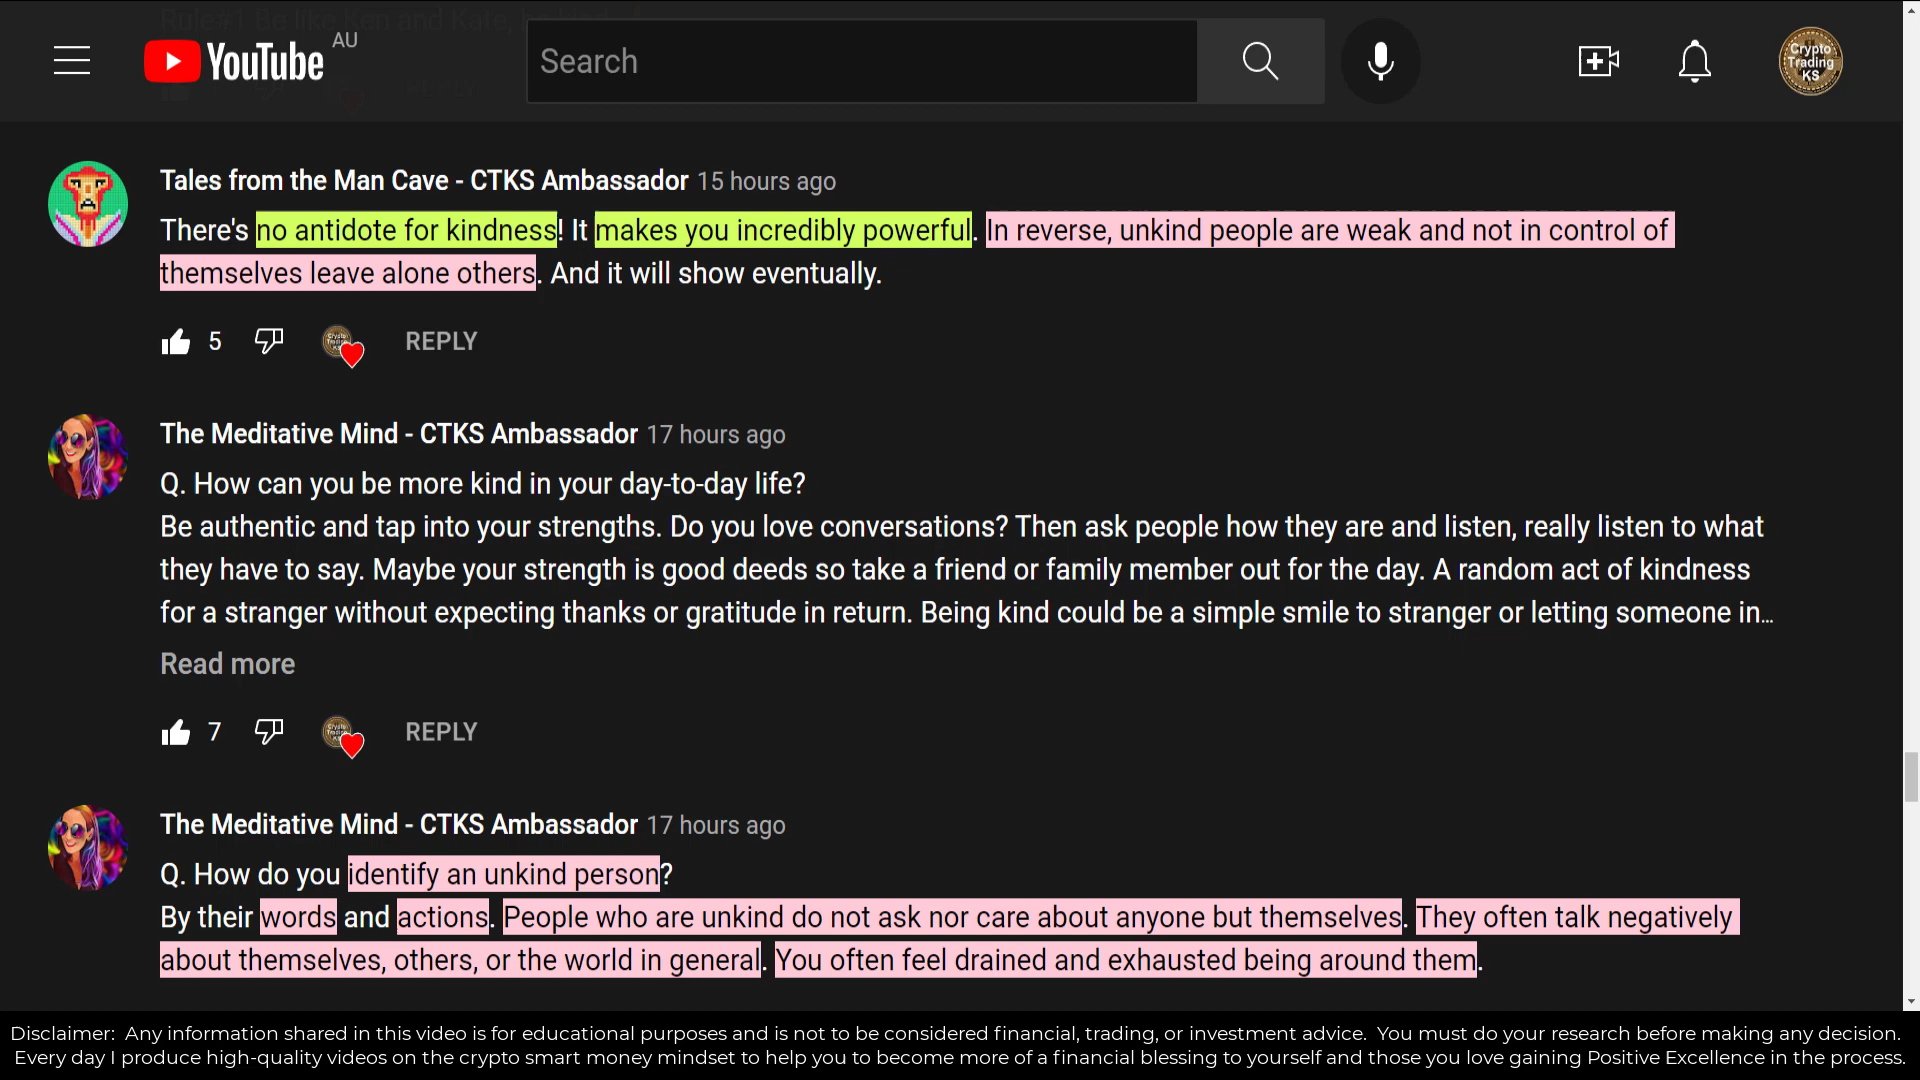 Rule#1 Be like Ken and Kate, be kind of
YouTube AU
Search
Crypto
Trading
KS
Tales from the Man Cave - CTKS Ambassador 15 hours ago
There's no antidote for kindness! It makes you incredibly powerful. In reverse, unkind people are weak and not in control of
themselves leave alone others. And it will show eventually.
5 REPLY
The Meditative Mind - CTKS Ambassador 17 hours ago
Q. How can you be more kind in your day-to-day life?
Be authentic and tap into your strengths. Do you love conversations? Then ask people how they are and listen, really listen to what
they have to say. Maybe your strength is good deeds so take a friend or family member out for the day. A random act of kindness
for a stranger without expecting thanks or gratitude in return. Being kind could be a simple smile to stranger or letting someone in...
Read more
7 REPLY
The Meditative Mind - CTKS Ambassador 17 hours ago
Q. How do you identify an unkind person?
By their words and actions. People who are unkind do not ask nor care about anyone but themselves. They often talk negatively
about themselves, others, or the world in general. You often feel drained and exhausted being around them.
Disclaimer: Any information shared in this video is for educational purposes and is not to be considered financial, trading, or investment advice. You must do your research before making any decision.
Every day I produce high-quality videos on the crypto smart money mindset to help you to become more of a financial blessing to yourself and those you love gaining Positive Excellence in the process.